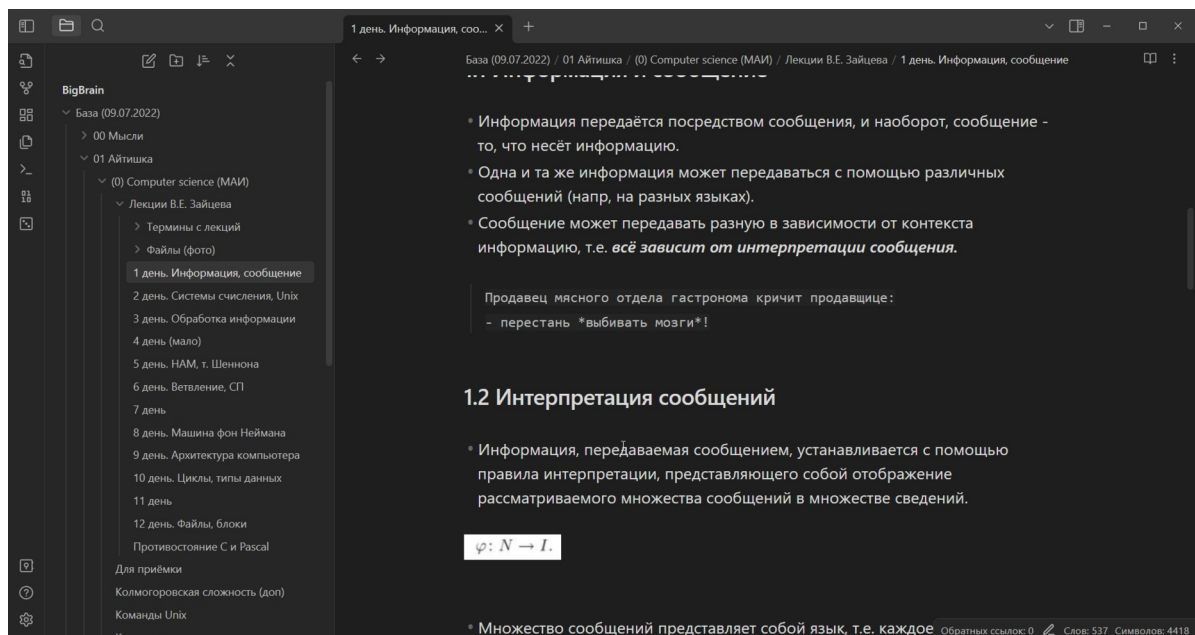 1 день. Информация, соо...
База (09.07.2022) / 01 Айтишка / (0) Computer science (МАИ) / Лекции В.Е. Зайцева / 1 день. Информация, сообщение
BigBrain
База (09.07.2022)
00 Мысли
01 Айтишка
(0) Computer science (МАИ)
Лекции В.Е. Зайцева
Термины с лекций
Файлы (фото)
1 день. Информация, сообщение
2 день. Системы счисления, Unix
3 день. Обработка информации
4 день (мало)
5 день. НАМ, т. Шеннона
6 день. Ветвление, СП
7 день
8 день. Машина фон Неймана
9 день. Архитектура компьютера
10 день. Циклы, типы данных
11 день
12 день. Файлы, блоки
Противостояние С и Pascal
Для приёмки
Колмогоровская сложность (доп)
Команды Unix
1.1 Информация и сообщение
• Информация передаётся посредством сообщения, и наоборот, сообщение -
то, что несёт информацию.
• Одна и та же информация может передаваться с помощью различных
сообщений (напр, на разных языках).
• Сообщение может передавать разную в зависимости от контекста
информацию, т.е. всё зависит от интерпретации сообщения.
Продавец мясного отдела гастронома кричит продавщице:
- перестань *выбивать мозги*!
1.2 Интерпретация сообщений
• Информация, передаваемая сообщением, устанавливается с помощью
правила интерпретации, представляющего собой отображение
рассматриваемого множества сообщений в множестве сведений.
φ: N → I.
• Множество сообщений представляет собой язык, т.е. каждое
Обратных ссылок: 0 Слов: 537 Символов: 4418